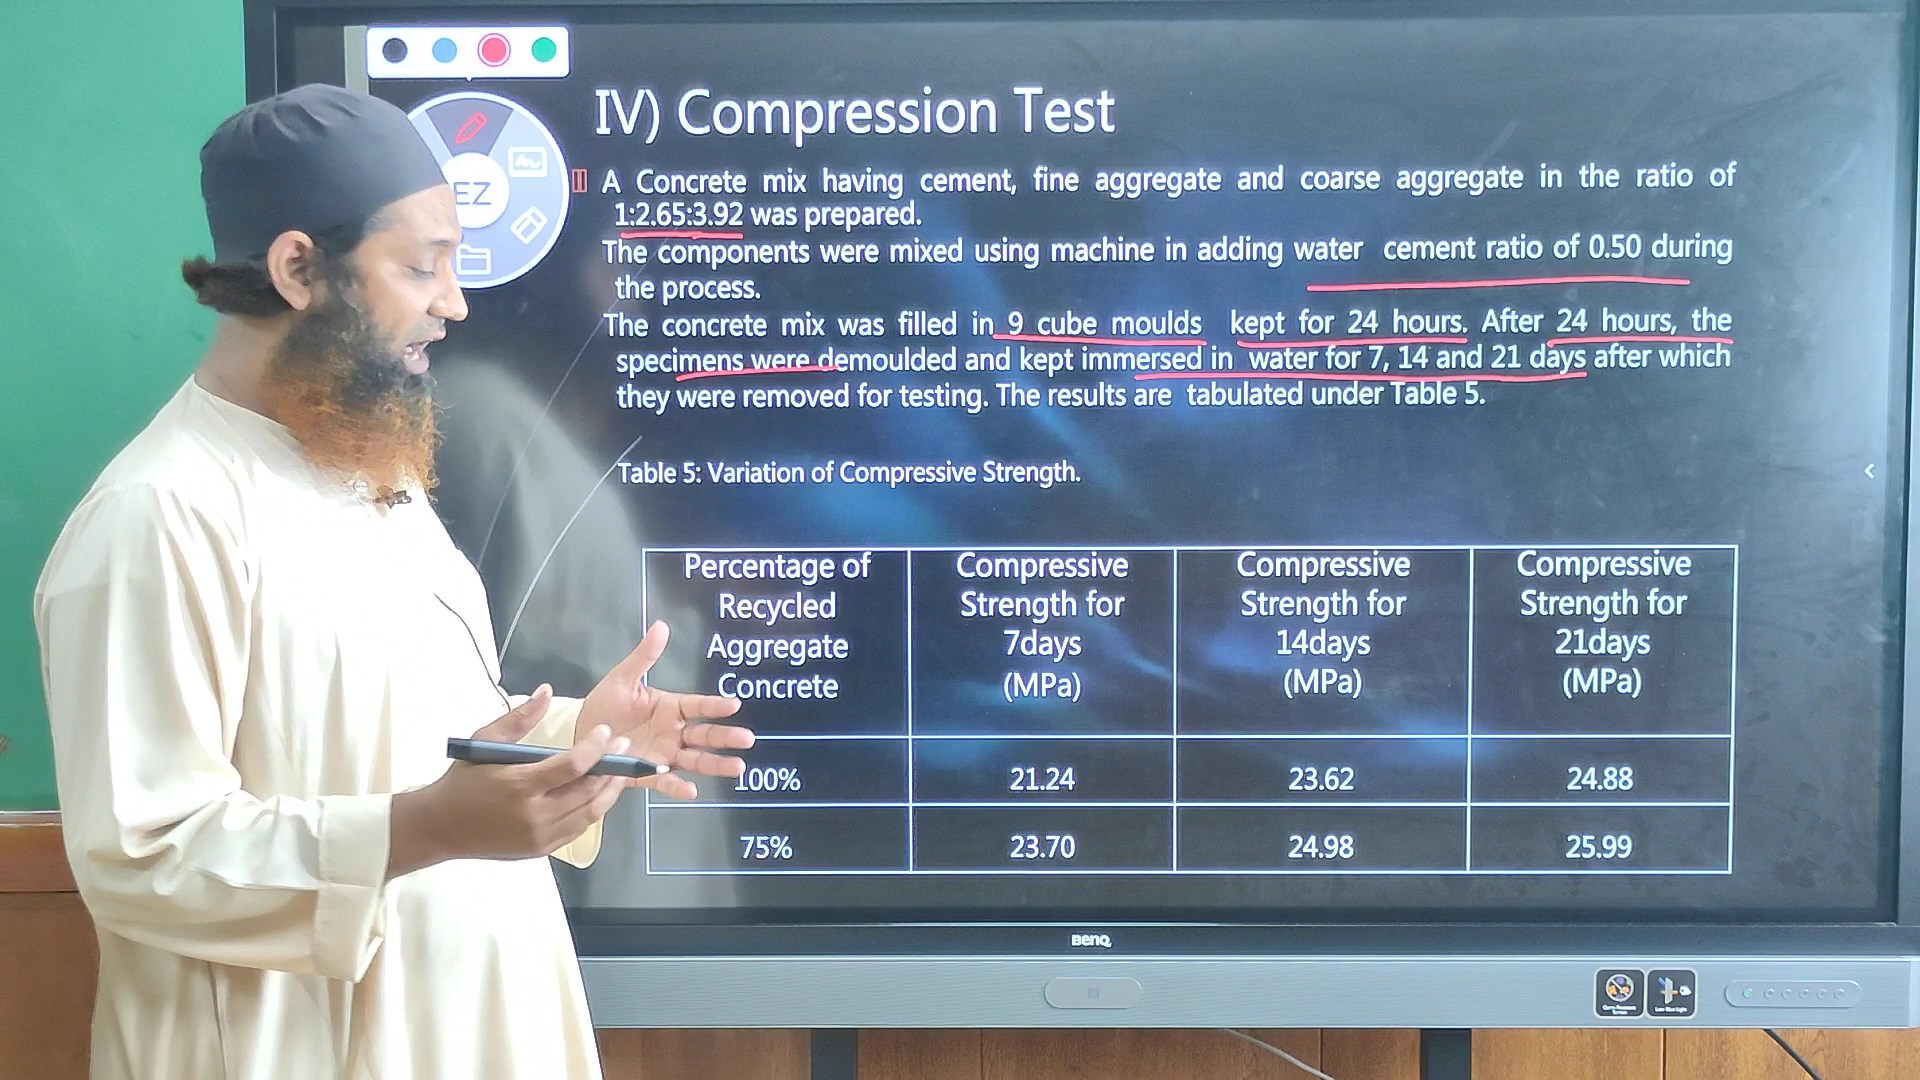 IV) Compression Test
EZ
A Concrete mix having cement, fine aggregate and coarse aggregate in the ratio of
1:2.65:3.92 was prepared.
The components were mixed using machine in adding water cement ratio of 0.50 during
the process.
The concrete mix was filled in 9 cube moulds kept for 24 hours. After 24 hours, the
specimens were demoulded and kept immersed in water for 7, 14 and 21 days after which
they were removed for testing. The results are tabulated under Table 5.
Table 5: Variation of Compressive Strength.
Percentage of
Recycled
Aggregate
Concrete
Compressive
Strength for
7days
(MPa)
Compressive
Strength for
14days
(MPa)
Compressive
Strength for
21days
(MPa)
100%
21.24
23.62
24.88
75%
23.70
24.98
25.99
BenQ